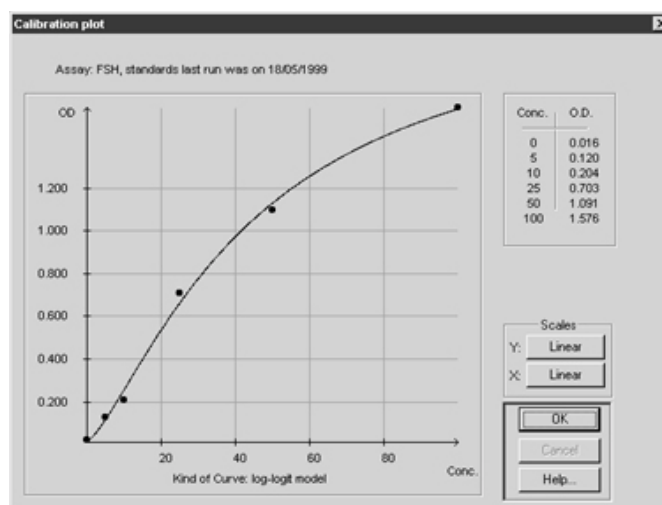 Calibration plot
Assay: FSH, standards last run was on 18/05/1999
OD
1.200
1.000
0.800
0.600
0.400
0.200
20
40
60
80
Conc.
Kind of Curve: log-logit model
Conc. O.D.
0 0.016
5 0.120
10 0.204
25 0.703
50 1.091
100 1.576
Scales
Y: Linear
X: Linear
OK
Cancel
Help...